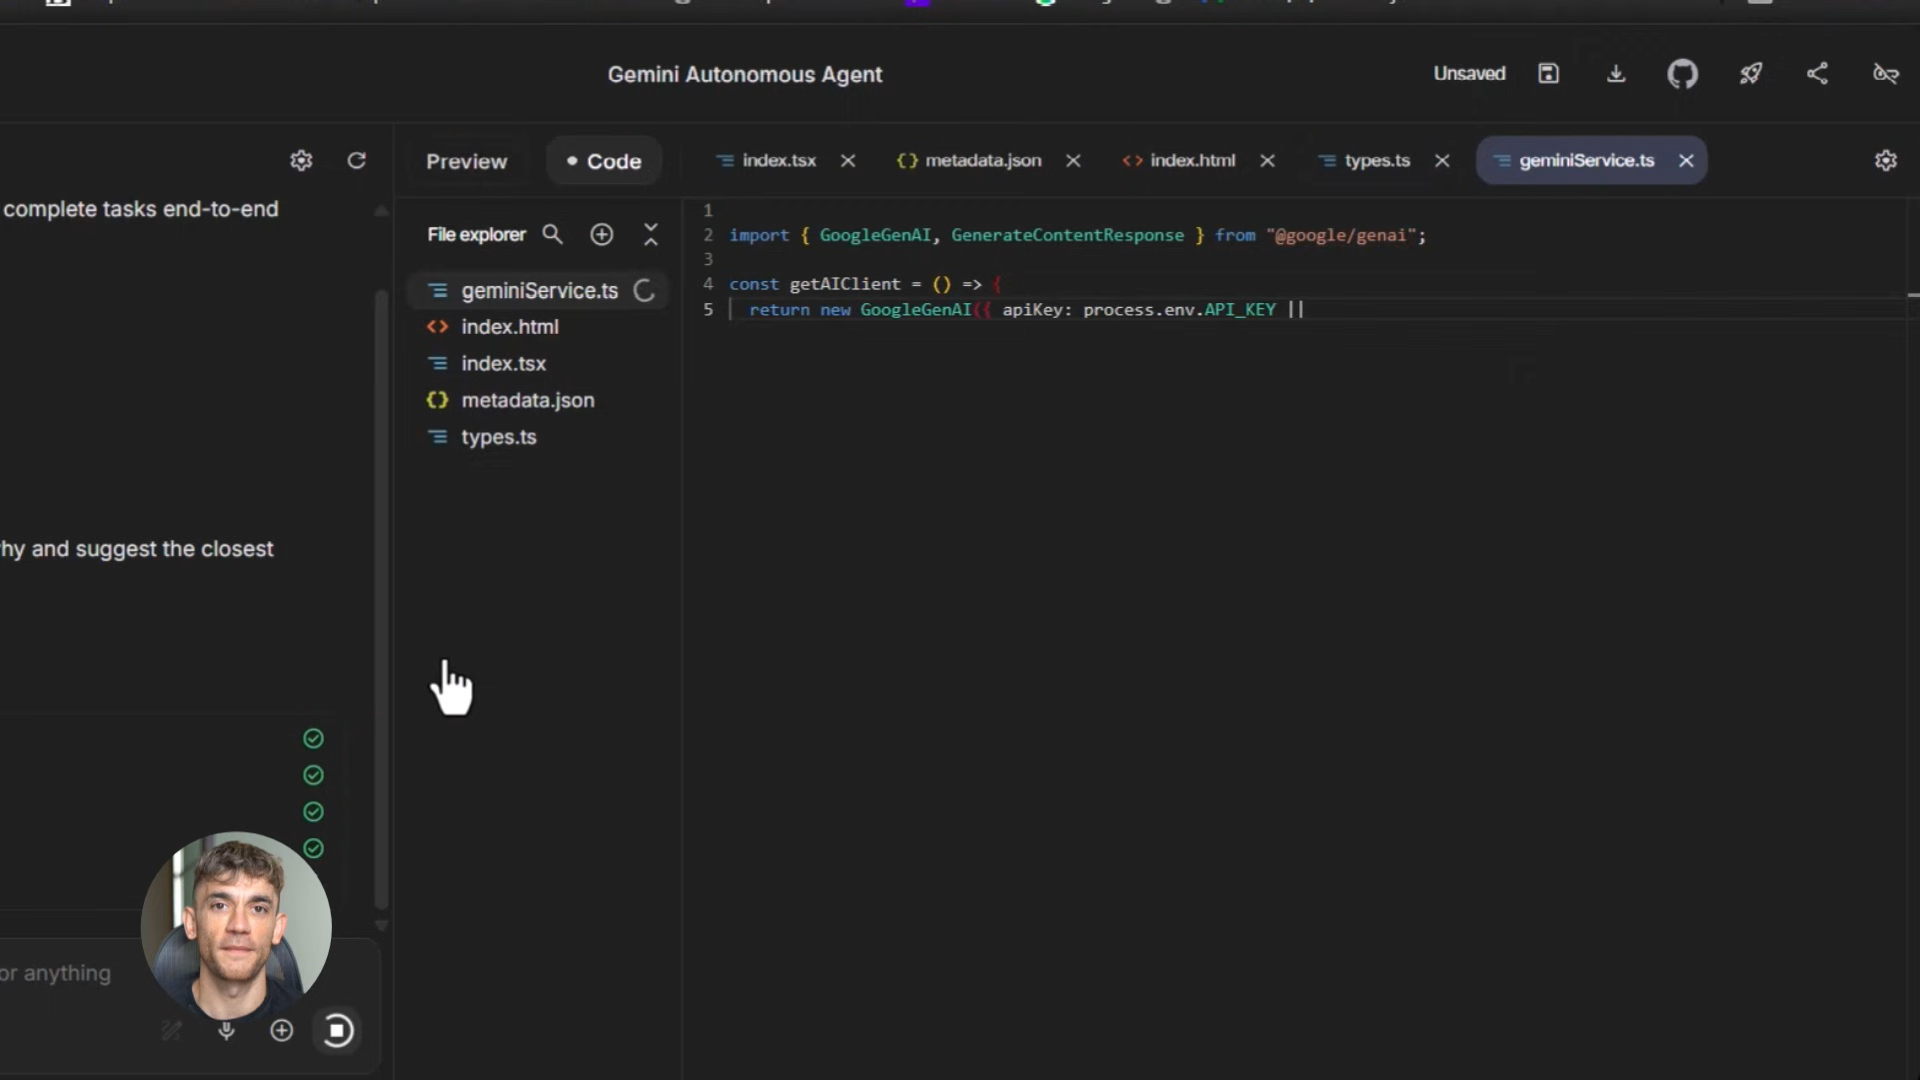 Gemini Autonomous Agent
Unsaved
Preview
Code
index.tsx
metadata.json
index.html
types.ts
geminiService.ts
complete tasks end-to-end
hy and suggest the closest
or anything
File explorer
geminiService.ts
index.html
index.tsx
metadata.json
types.ts
1
2 import { GoogleGenAI, GenerateContentResponse } from "@google/genai";
3
4 const getAIClient = () => {
5 return new GoogleGenAI({ apiKey: process.env.API_KEY ||